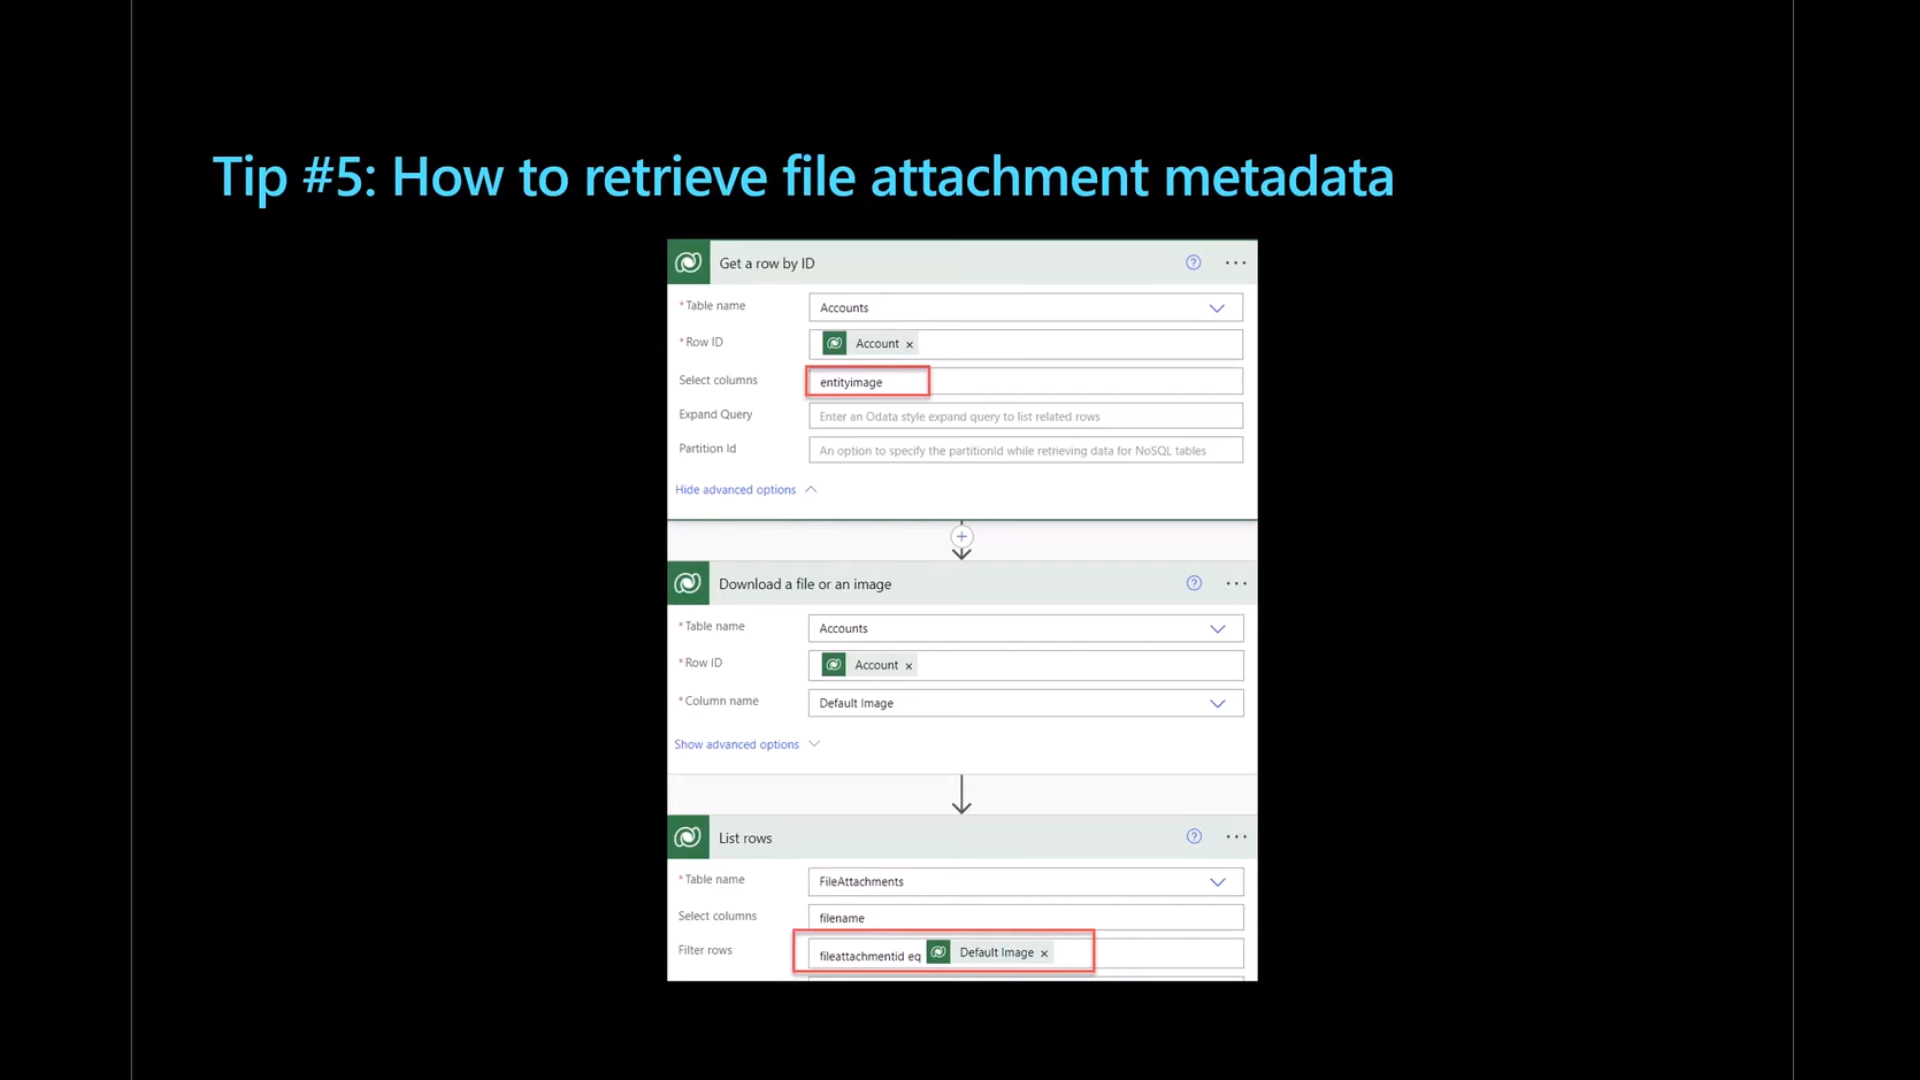 Tip #5: How to retrieve file attachment metadata
Get a row by ID
* Table name Accounts
* Row ID Account ×
Select columns entityimage
Expand Query Enter an Odata style expand query to list related rows
Partition Id An option to specify the partitionId while retrieving data for NoSQL tables
Hide advanced options
Download a file or an image
* Table name Accounts
* Row ID Account ×
* Column name Default Image
Show advanced options
List rows
* Table name FileAttachments
Select columns filename
Filter rows fileattachmentid eq Default Image ×